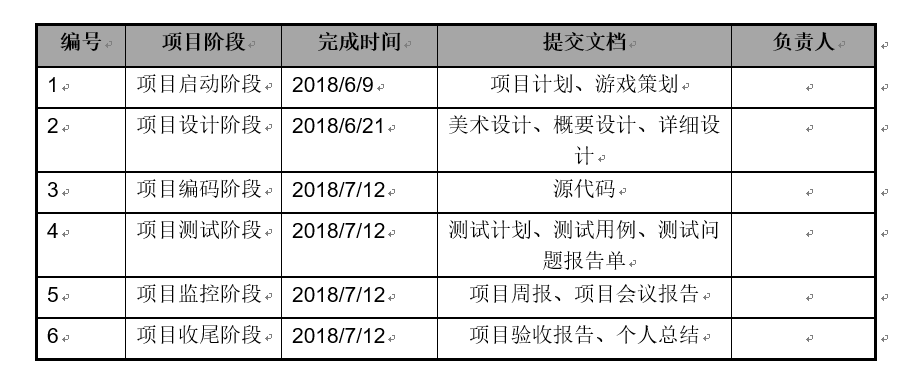 编号 项目阶段 完成时间 提交文档 负责人
1 项目启动阶段 2018/6/9 项目计划、游戏策划
2 项目设计阶段 2018/6/21 美术设计、概要设计、详细设
计
3 项目编码阶段 2018/7/12 源代码
4 项目测试阶段 2018/7/12 测试计划、测试用例、测试问
题报告单
5 项目监控阶段 2018/7/12 项目周报、项目会议报告
6 项目收尾阶段 2018/7/12 项目验收报告、个人总结